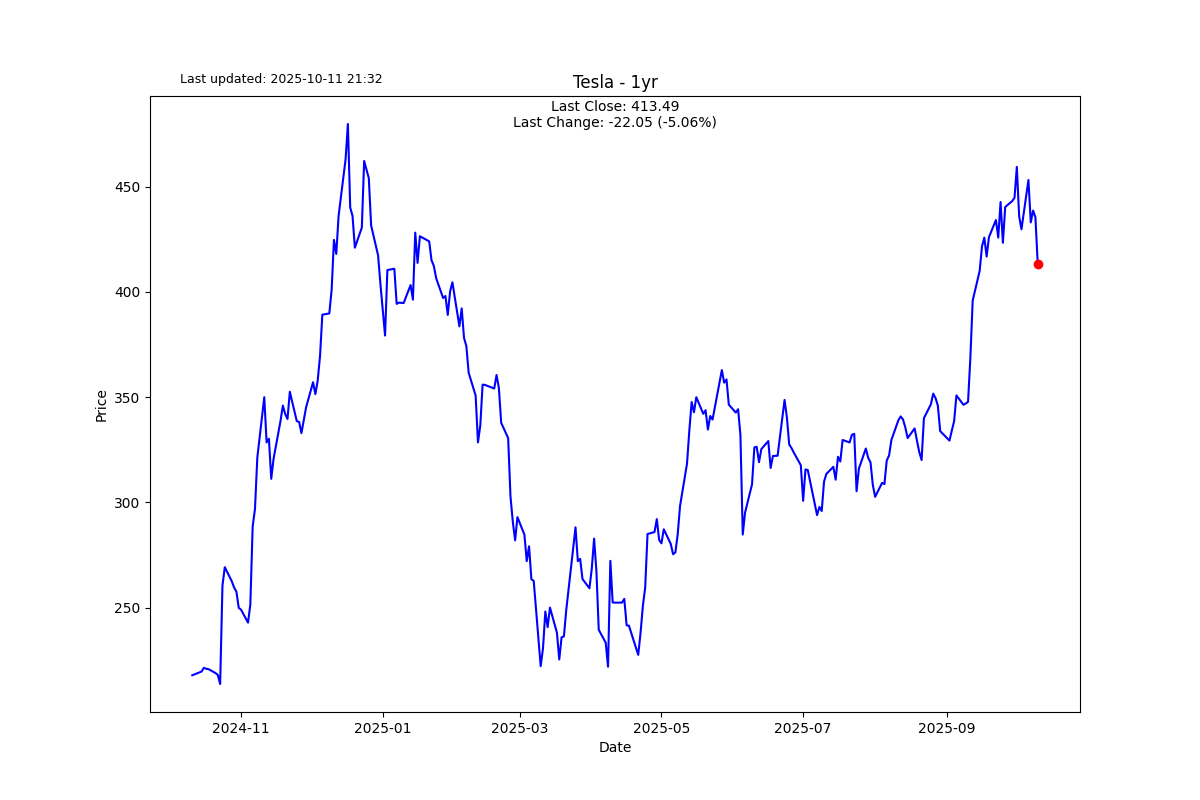 Last updated: 2025-10-11 21:32
Tesla - 1yr
Last Close: 413.49
Last Change: -22.05 (-5.06%)
450
400
350
300
250
Price
2024-11
2025-01
2025-03
2025-05
2025-07
2025-09
Date